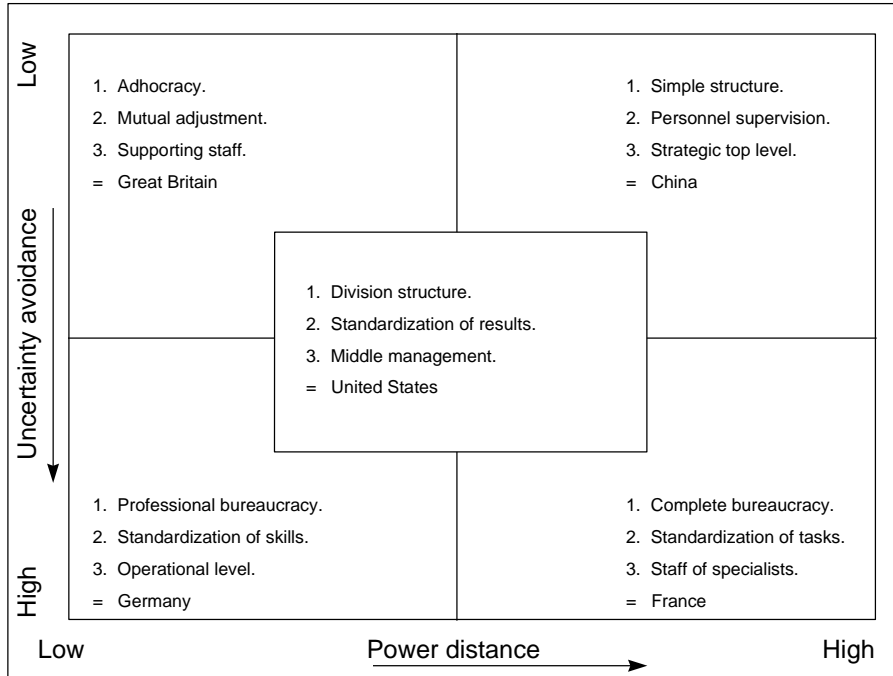 Low
1. Adhocracy.
2. Mutual adjustment.
3. Supporting staff.
= Great Britain
1. Simple structure.
2. Personnel supervision.
3. Strategic top level.
= China
Uncertainty avoidance
1. Division structure.
2. Standardization of results.
3. Middle management.
= United States
1. Professional bureaucracy.
2. Standardization of skills.
3. Operational level.
= Germany
1. Complete bureaucracy.
2. Standardization of tasks.
3. Staff of specialists.
= France
High
Low
Power distance
High